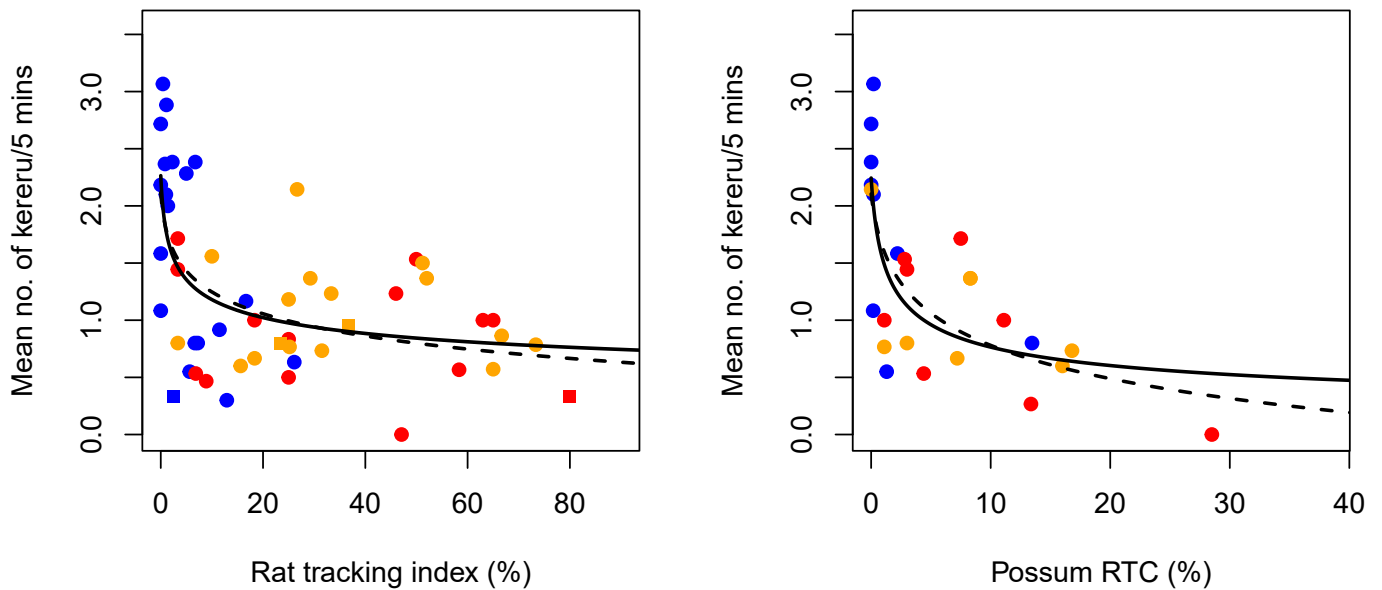 Mean no. of kereru/5 mins
3.0
2.0
1.0
0.0
0 20 40 60 80
Rat tracking index (%)
Mean no. of kereru/5 mins
3.0
2.0
1.0
0.0
0 10 20 30 40
Possum RTC (%)